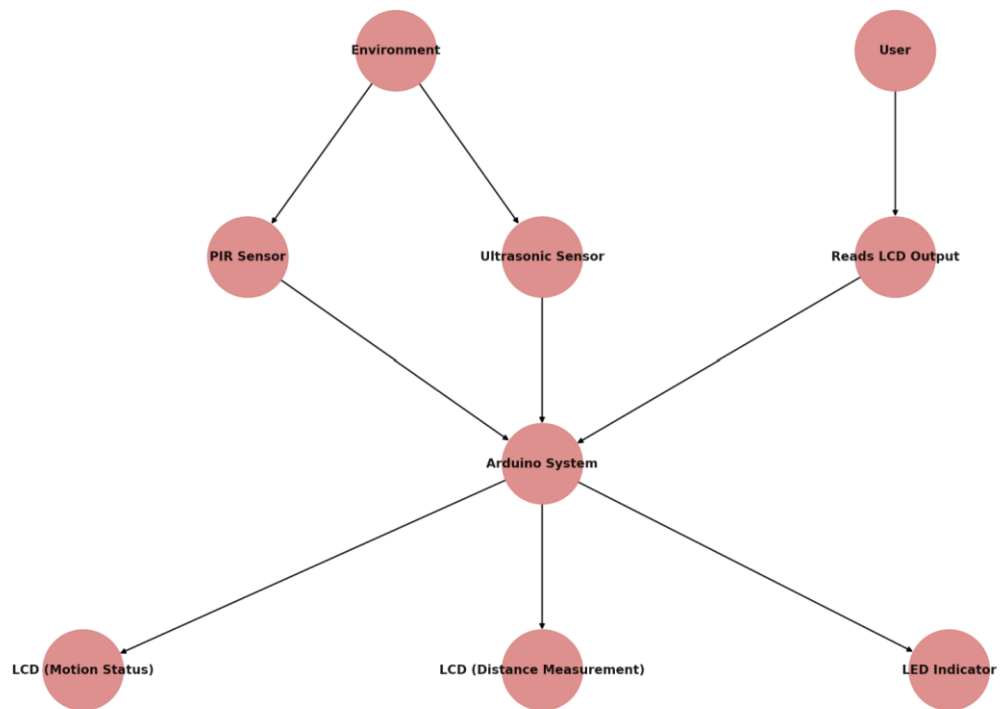 Environment
User
PIR Sensor
Ultrasonic Sensor
Reads LCD Output
Arduino System
LCD (Motion Status)
LCD (Distance Measurement)
LED Indicator